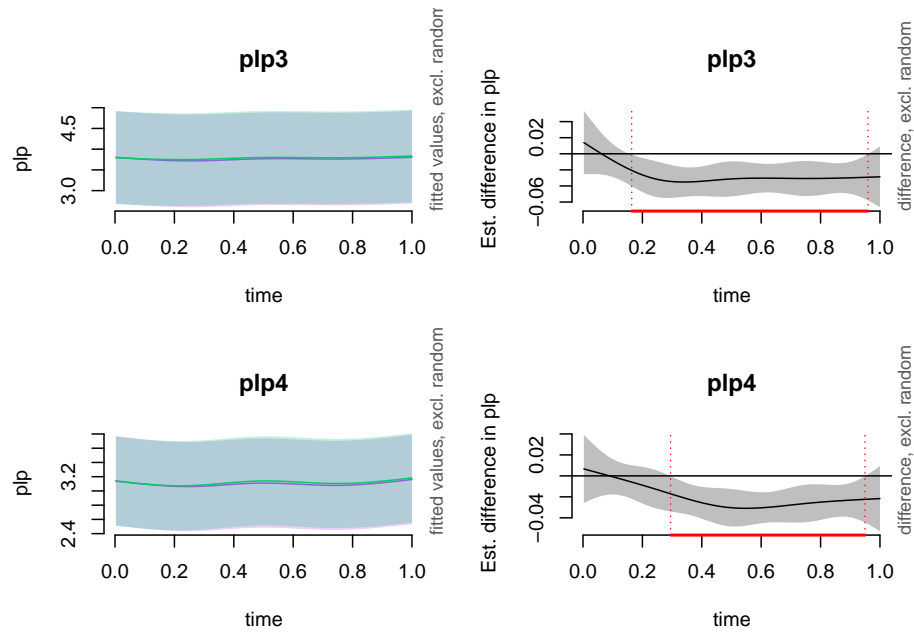 plp3
plp
3.0 4.5
0.0 0.2 0.4 0.6 0.8 1.0
time
fitted values, excl. random
plp3
Est. difference in plp
−0.06 0.02
0.0 0.2 0.4 0.6 0.8 1.0
time
difference, excl. random
plp4
plp
2.4 3.2
0.0 0.2 0.4 0.6 0.8 1.0
time
fitted values, excl. random
plp4
Est. difference in plp
−0.04 0.02
0.0 0.2 0.4 0.6 0.8 1.0
time
difference, excl. random